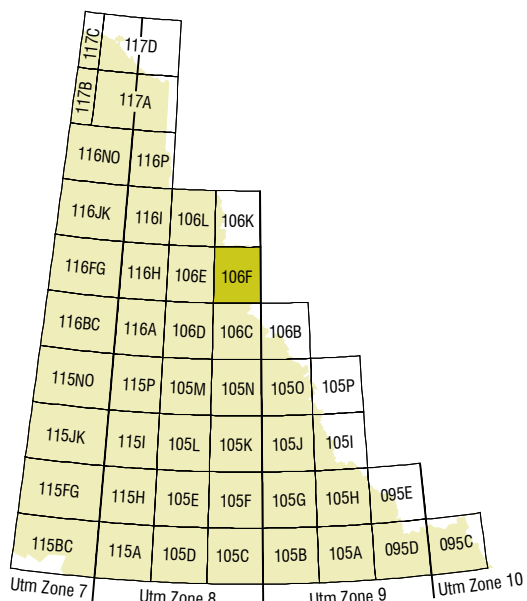 117C 117D
117B 117A
116NO 116P
116JK 116I 106L 106K
116FG 116H 106E 106F
116BC 116A 106D 106C 106B
115NO 115P 105M 105N 105O 105P
115JK 115I 105L 105K 105J 105I
115FG 115H 105E 105F 105G 105H 095E
115BC 115A 105D 105C 105B 105A 095D 095C
Utm Zone 7 Utm Zone 8 Utm Zone 9 Utm Zone 10